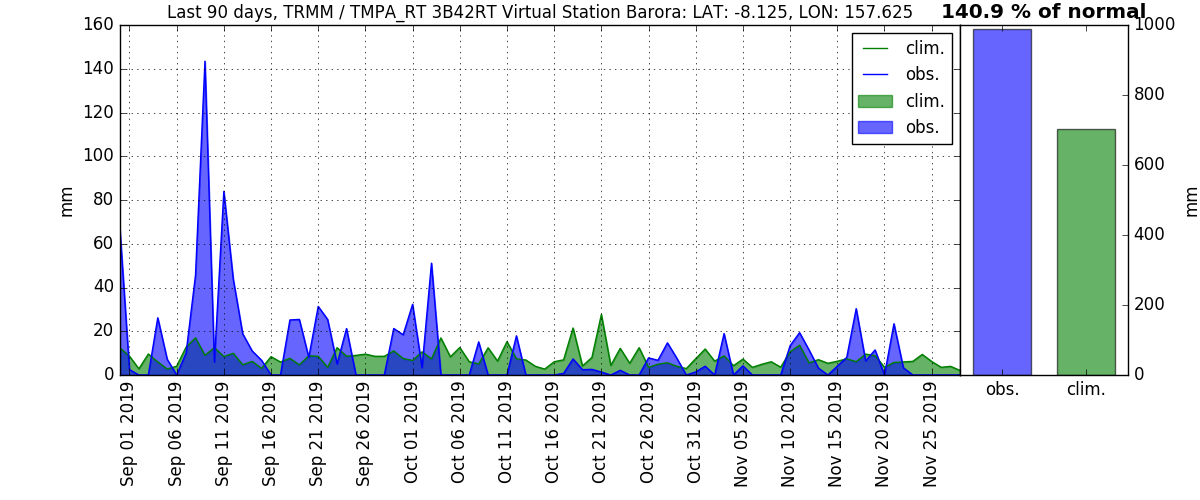 Last 90 days, TRMM / TMPA_RT 3B42RT Virtual Station Barora: LAT: -8.125, LON: 157.625
140.9 % of normal
160
140
120
100
80
60
40
20
0
mm
clim.
obs.
clim.
obs.
1000
800
600
400
200
0
mm
obs.
clim.
Sep 01 2019
Sep 06 2019
Sep 11 2019
Sep 16 2019
Sep 21 2019
Sep 26 2019
Oct 01 2019
Oct 06 2019
Oct 11 2019
Oct 16 2019
Oct 21 2019
Oct 26 2019
Oct 31 2019
Nov 05 2019
Nov 10 2019
Nov 15 2019
Nov 20 2019
Nov 25 2019